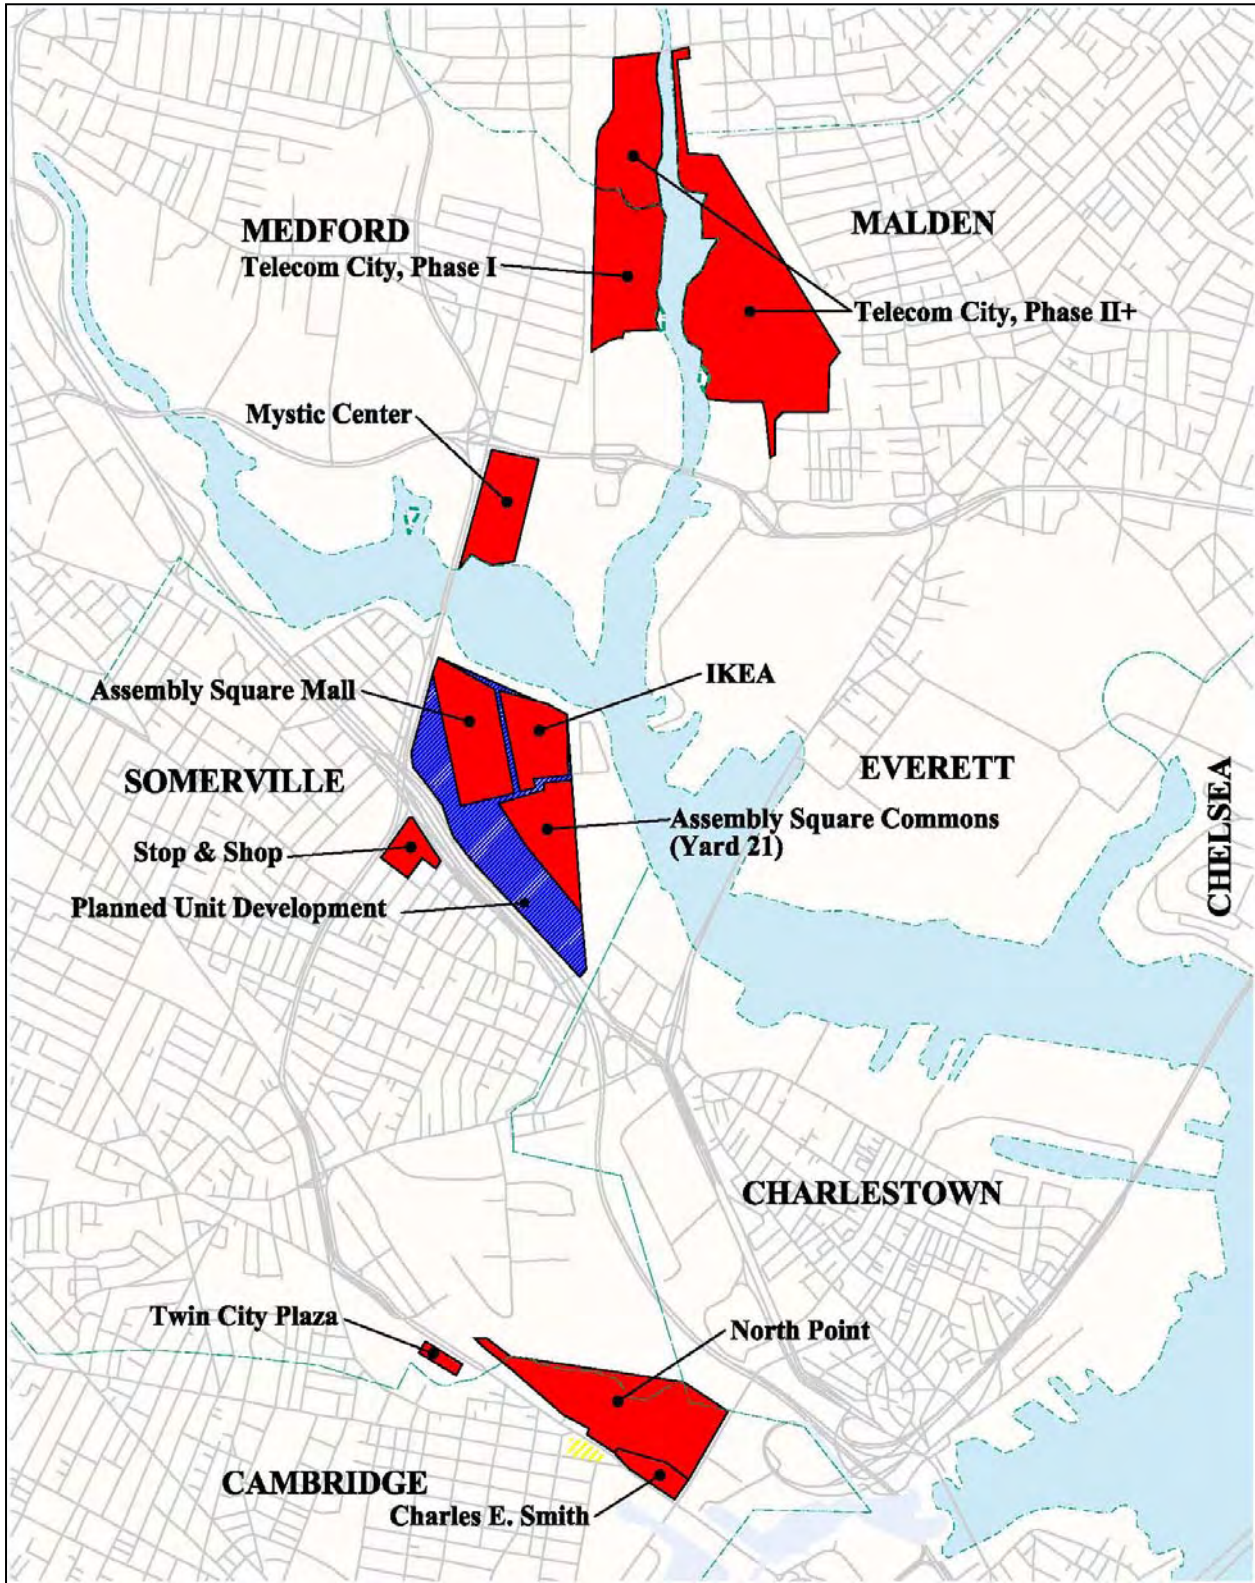 MEDFORD
Telecom City, Phase I
MALDEN
Telecom City, Phase II+
Mystic Center
IKEA
Assembly Square Mall
SOMERVILLE
EVERETT
CHELSEA
Assembly Square Commons
(Yard 21)
Stop & Shop
Planned Unit Development
CHARLESTOWN
Twin City Plaza
North Point
CAMBRIDGE
Charles E. Smith